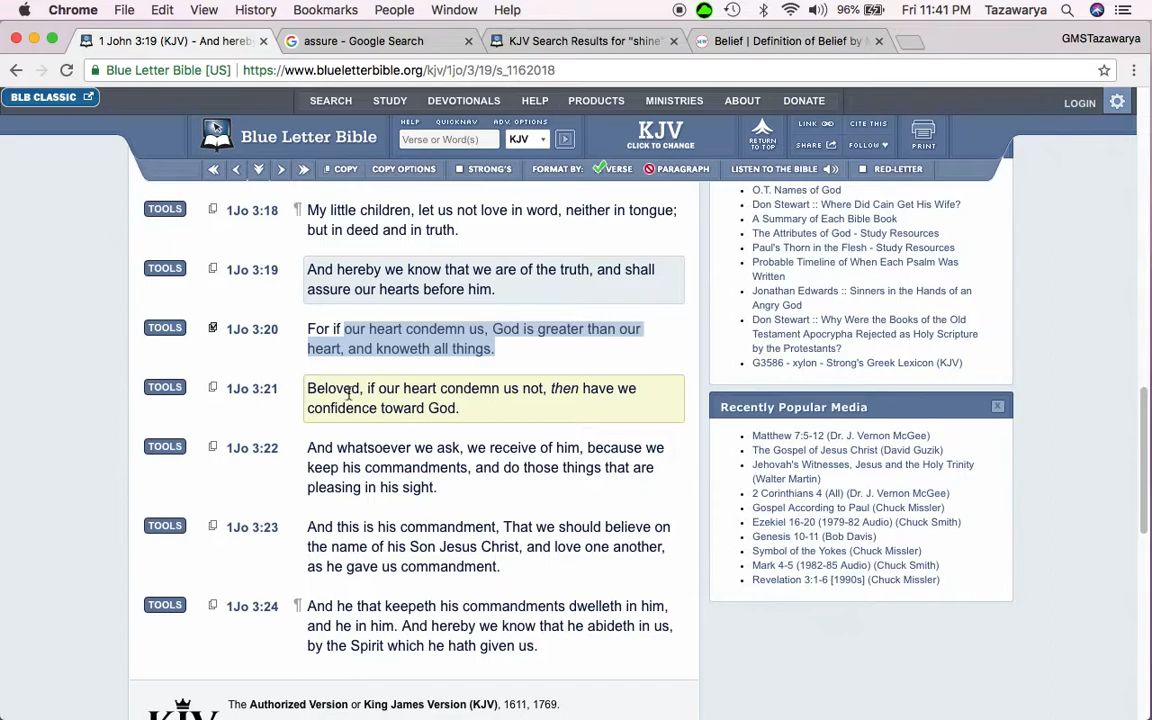 Chrome File Edit View History Bookmarks People Window Help 96% Fri 11:41 PM Tazawarya
1 John 3:19 (KJV) - And hereb × assure - Google Search × KJV Search Results for "shine" × Belief | Definition of Belief by M × GMSTazawarya
Blue Letter Bible [US] https://www.blueletterbible.org/kjv/1jo/3/19/s_1162018
BLB CLASSIC SEARCH STUDY DEVOTIONALS HELP PRODUCTS MINISTRIES ABOUT DONATE LOGIN
HELP QUICKNAV ADV. OPTIONS
Blue Letter Bible Verse or Word(s) KJV
KJV
CLICK TO CHANGE
RETURN
TO TOP
LINK CITE THIS
SHARE FOLLOW PRINT
COPY COPY OPTIONS STRONG'S FORMAT BY: VERSE PARAGRAPH LISTEN TO THE BIBLE RED-LETTER
TOOLS 1Jo 3:18 ¶ My little children, let us not love in word, neither in tongue;
but in deed and in truth.
TOOLS 1Jo 3:19 And hereby we know that we are of the truth, and shall
assure our hearts before him.
TOOLS 1Jo 3:20 For if our heart condemn us, God is greater than our
heart, and knoweth all things.
TOOLS 1Jo 3:21 Beloved, if our heart condemn us not, then have we
confidence toward God.
TOOLS 1Jo 3:22 And whatsoever we ask, we receive of him, because we
keep his commandments, and do those things that are
pleasing in his sight.
TOOLS 1Jo 3:23 And this is his commandment, That we should believe on
the name of his Son Jesus Christ, and love one another,
as he gave us commandment.
TOOLS 1Jo 3:24 ¶ And he that keepeth his commandments dwelleth in him,
and he in him. And hereby we know that he abideth in us,
by the Spirit which he hath given us.
KJV The Authorized Version or King James Version (KJV), 1611, 1769.
O.T. Names of God
Don Stewart :: Where Did Cain Get His Wife?
A Summary of Each Bible Book
The Attributes of God - Study Resources
Paul's Thorn in the Flesh - Study Resources
Probable Timeline of When Each Psalm Was
Written
Jonathan Edwards :: Sinners in the Hands of an
Angry God
Don Stewart :: Why Were the Books of the Old
Testament Apocrypha Rejected as Holy Scripture
by the Protestants?
G3586 - xylon - Strong's Greek Lexicon (KJV)
Recently Popular Media
Matthew 7:5-12 (Dr. J. Vernon McGee)
The Gospel of Jesus Christ (David Guzik)
Jehovah's Witnesses, Jesus and the Holy Trinity
(Walter Martin)
2 Corinthians 4 (All) (Dr. J. Vernon McGee)
Gospel According to Paul (Chuck Smith)
Ezekiel 16-20 (1979-82 Audio) (Chuck Smith)
Genesis 10-11 (Bob Davis)
Symbol of the Yokes (Chuck Missler)
Mark 4-5 (1982-85 Audio) (Chuck Smith)
Revelation 3:1-6 [1990s] (Chuck Missler)